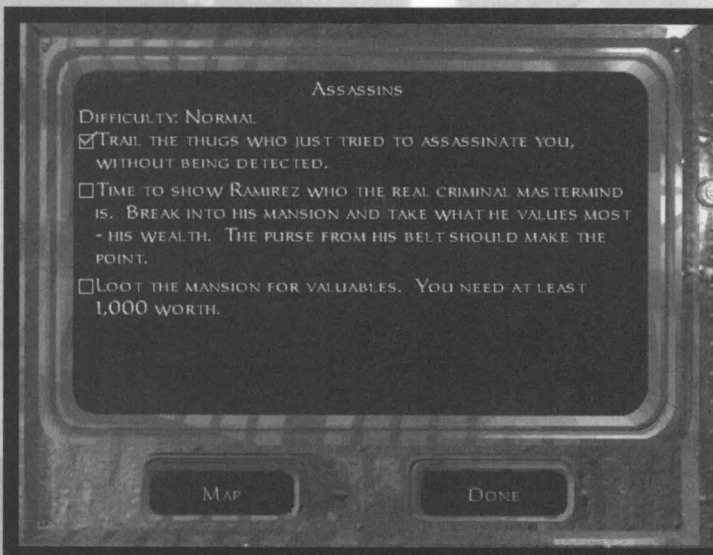 Assassins
Difficulty: Normal
Trail the thugs who just tried to assassinate you,
without being detected.
Time to show Ramirez who the real criminal mastermind
is. Break into his mansion and take what he values most
- his wealth. The purse from his belt should make the
point.
Loot the mansion for valuables. You need at least
1,000 worth.
Map
Done